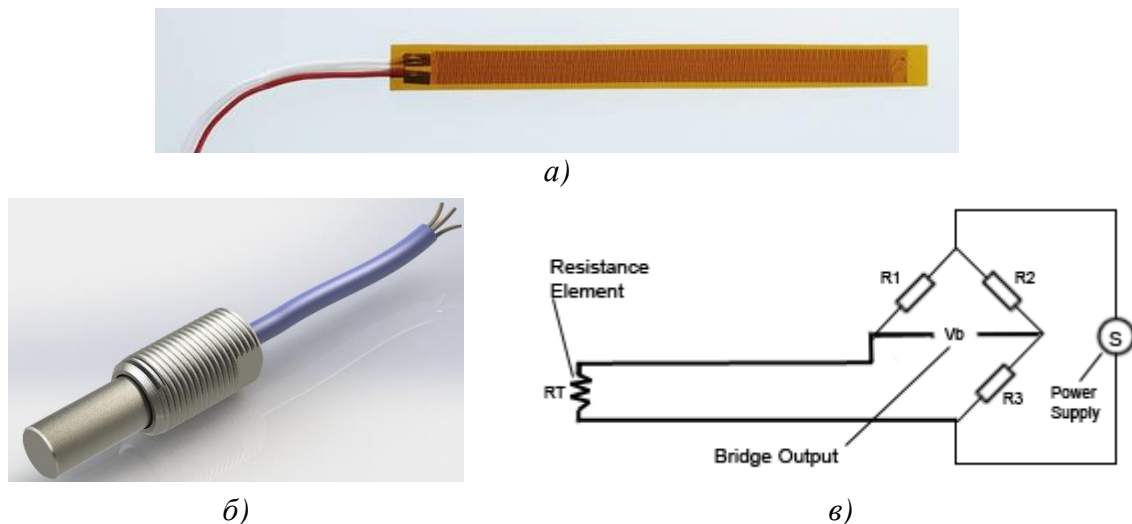 а)
Resistance
Element
R1
R2
Vb
S
RT
R3
Power
Supply
Bridge Output
б)
в)